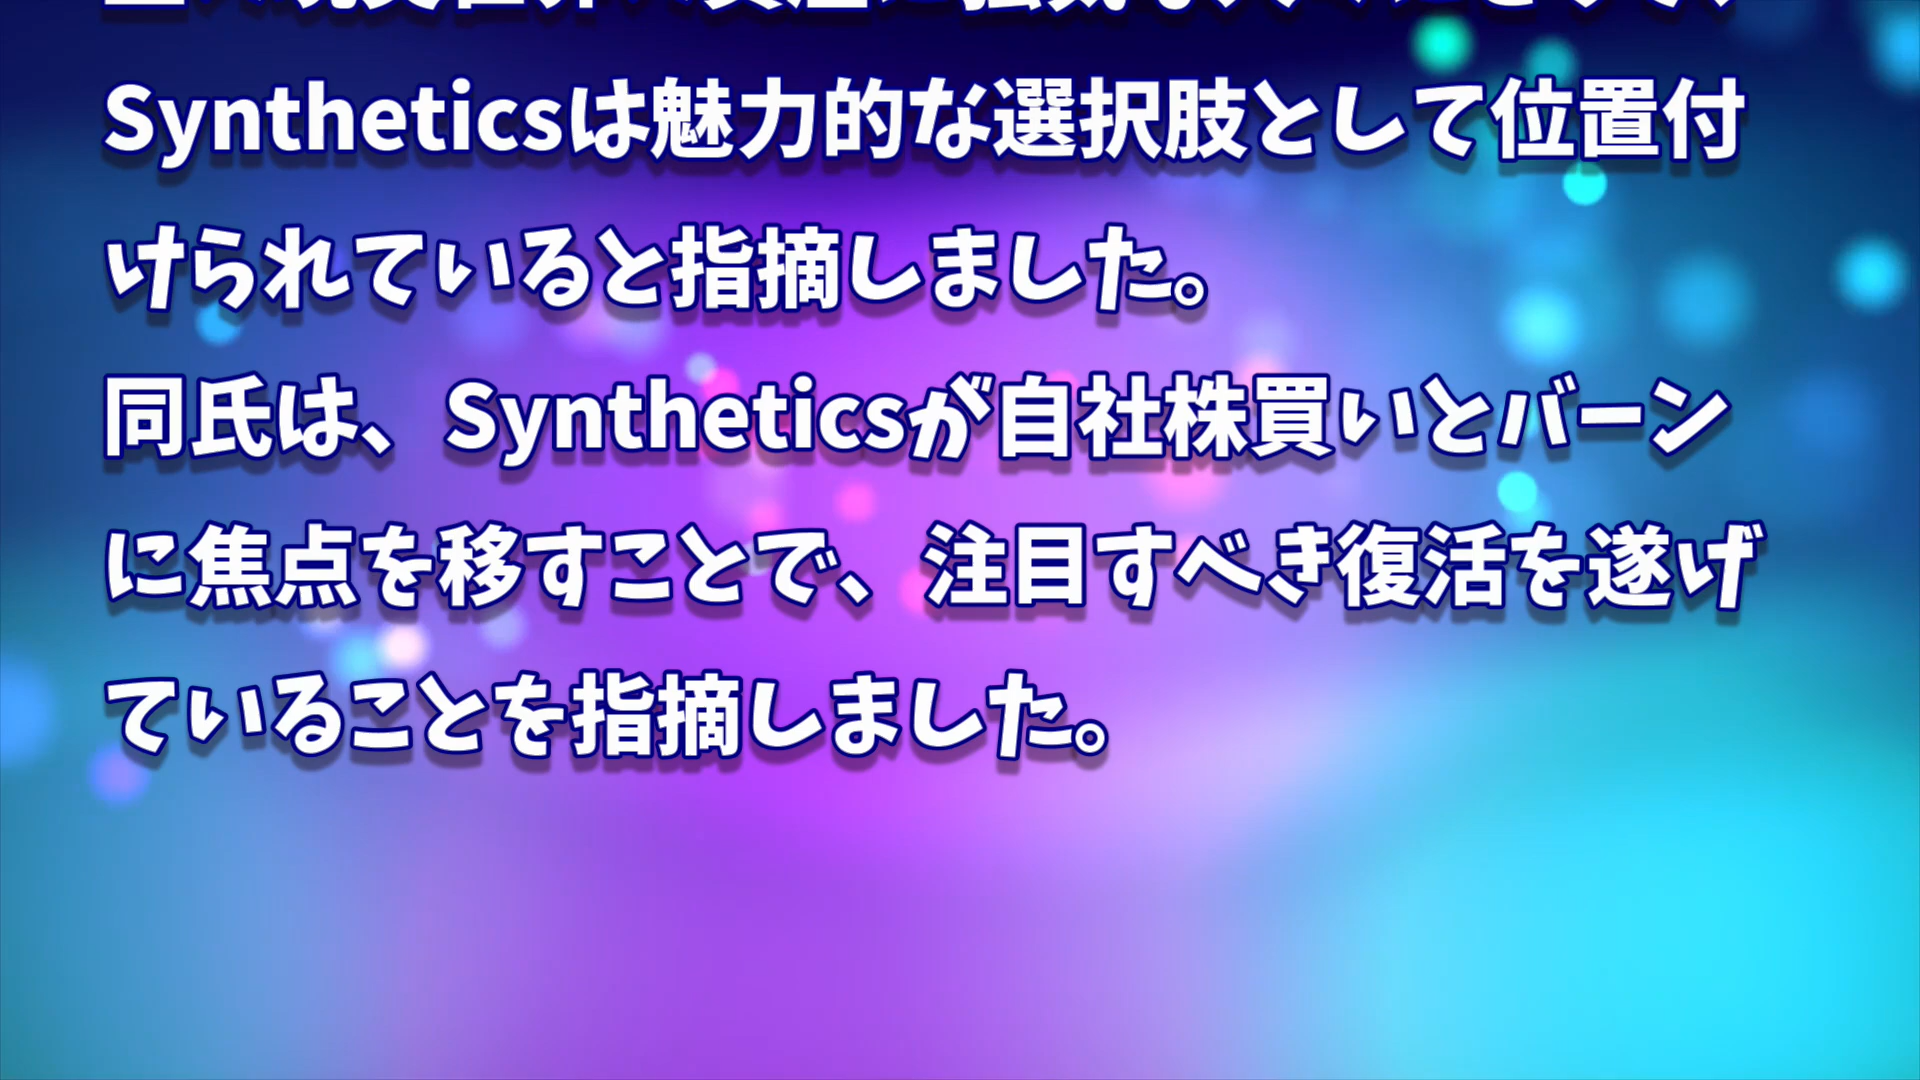 Syntheticsは魅力的な選択肢として位置付
けられていると指摘しました。
同氏は、Syntheticsが自社株買いとバーン
に焦点を移すことで、注目すべき復活を遂げ
ていることを指摘しました。